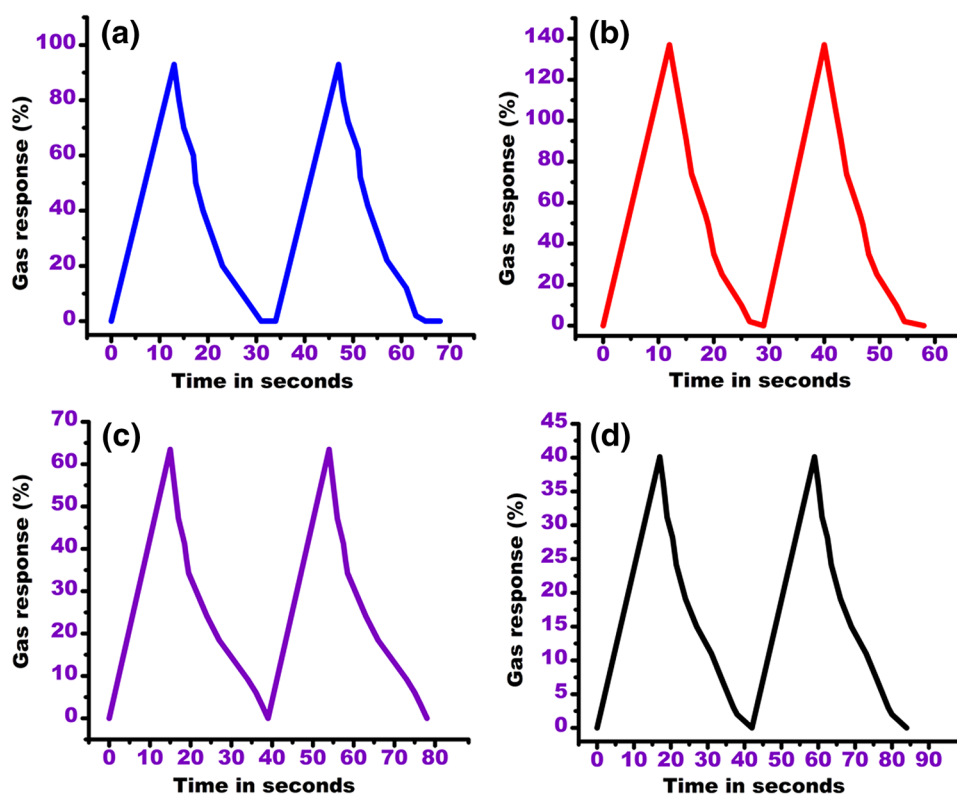 (a)
Gas response (%)
100
80
60
40
20
0
0 10 20 30 40 50 60 70
Time in seconds
(b)
Gas response (%)
140
120
100
80
60
40
20
0
0 10 20 30 40 50 60
Time in seconds
(c)
Gas response (%)
70
60
50
40
30
20
10
0
0 10 20 30 40 50 60 70 80
Time in seconds
(d)
Gas response (%)
45
40
35
30
25
20
15
10
5
0
0 10 20 30 40 50 60 70 80 90
Time in seconds